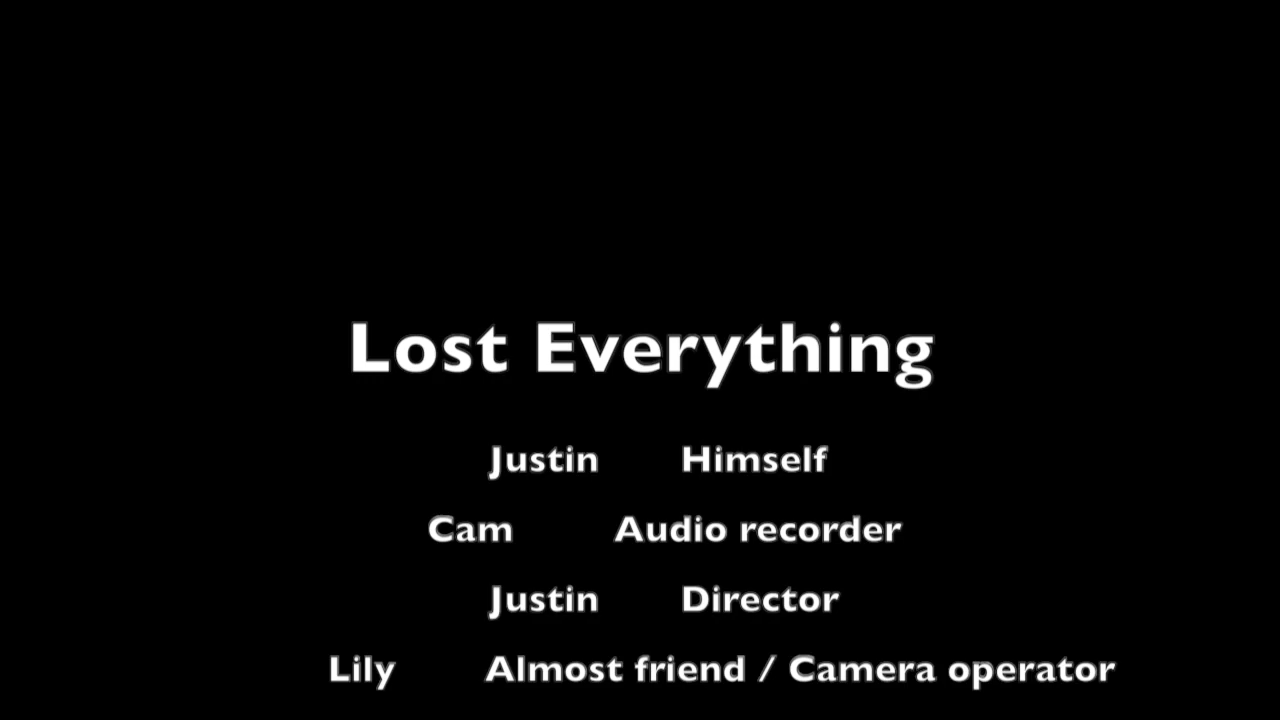 Lost Everything
Justin Himself
Cam Audio recorder
Justin Director
Lily Almost friend / Camera operator